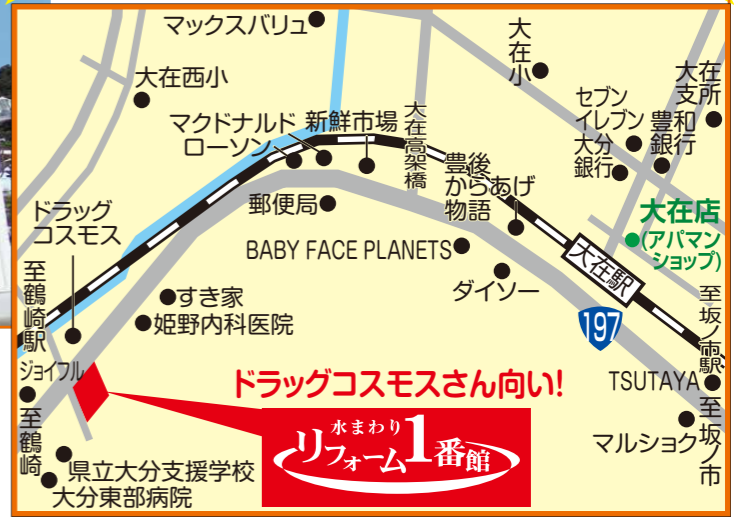 マックスバリュ
大在小
大在支所
大在西小
セブン
イレブン
豊和
銀行
大分
銀行
マクドナルド
新鮮市場
ローソン
大在高架橋
豊後
からあげ
物語
大在店
(アパマン
ショップ)
郵便局
ドラッグ
コスモス
BABY FACE PLANETS
大在駅
ダイソー
至鶴崎駅
すき家
姫野内科医院
197
至坂ノ市駅
ジョイフル
ドラッグコスモスさん向い!
TSUTAYA
至鶴崎
水まわり
リフォーム1番館
マルショク
至坂ノ市
県立大分支援学校
大分東部病院